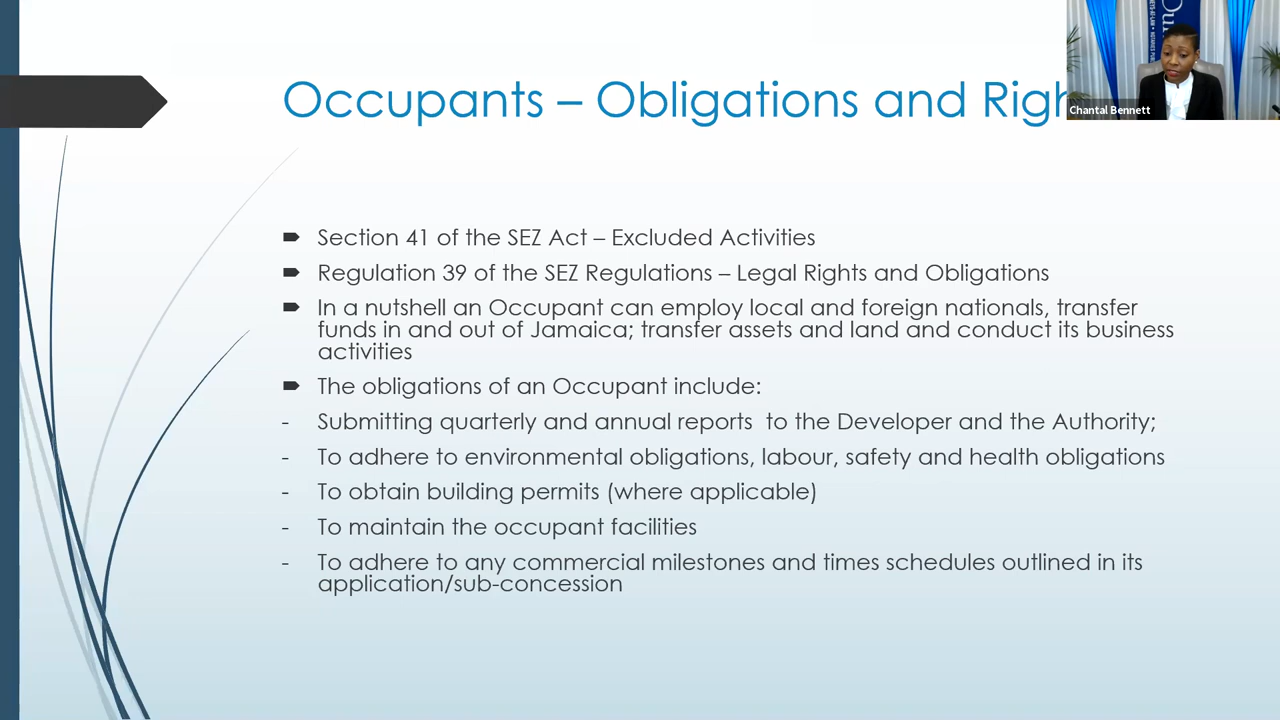 Occupants – Obligations and Righ
Chantal Bennett
Section 41 of the SEZ Act – Excluded Activities
Regulation 39 of the SEZ Regulations – Legal Rights and Obligations
In a nutshell an Occupant can employ local and foreign nationals, transfer
funds in and out of Jamaica; transfer assets and land and conduct its business
activities
The obligations of an Occupant include:
- Submitting quarterly and annual reports to the Developer and the Authority;
- To adhere to environmental obligations, labour, safety and health obligations
- To obtain building permits (where applicable)
- To maintain the occupant facilities
- To adhere to any commercial milestones and times schedules outlined in its
application/sub-concession